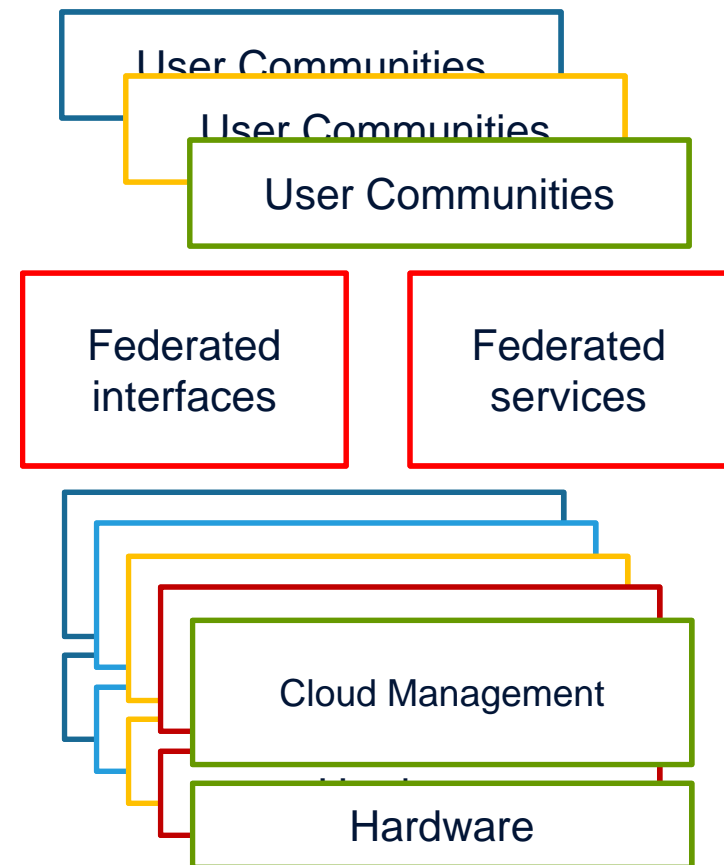 User Communities
User Communities
User Communities
Federated
interfaces
Federated
services
Cloud Management
Hardware